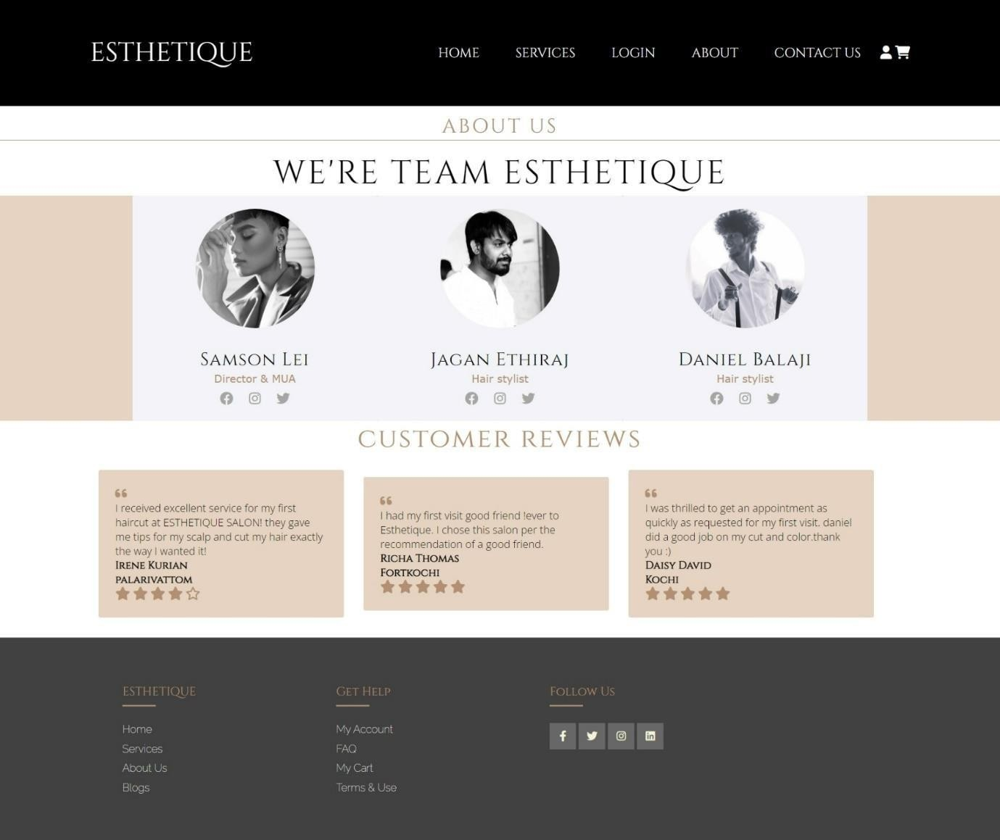 ESTHETIQUE
HOME SERVICES LOGIN ABOUT CONTACT US
ABOUT US
WE'RE TEAM ESTHETIQUE
Samson Lei
Director & MUA
Jagan Ethiraj
Hair stylist
Daniel Balaji
Hair stylist
CUSTOMER REVIEWS
“
I received excellent service for my first
haircut at ESTHETIQUE SALON! they gave
me tips for my scalp and cut my hair exactly
the way I wanted it!
Irene Kurian
palarivattom
“
I had my first visit good friend !ever to
Esthetique. I chose this salon per the
recommendation of a good friend.
Richa Thomas
Fortkochi
“
I was thrilled to get an appointment as
quickly as requested for my first visit. daniel
did a good job on my cut and color.thank
you :)
Daisy David
Kochi
ESTHETIQUE
Home
Services
About Us
Blogs
Get Help
My Account
FAQ
My Cart
Terms & Use
Follow Us